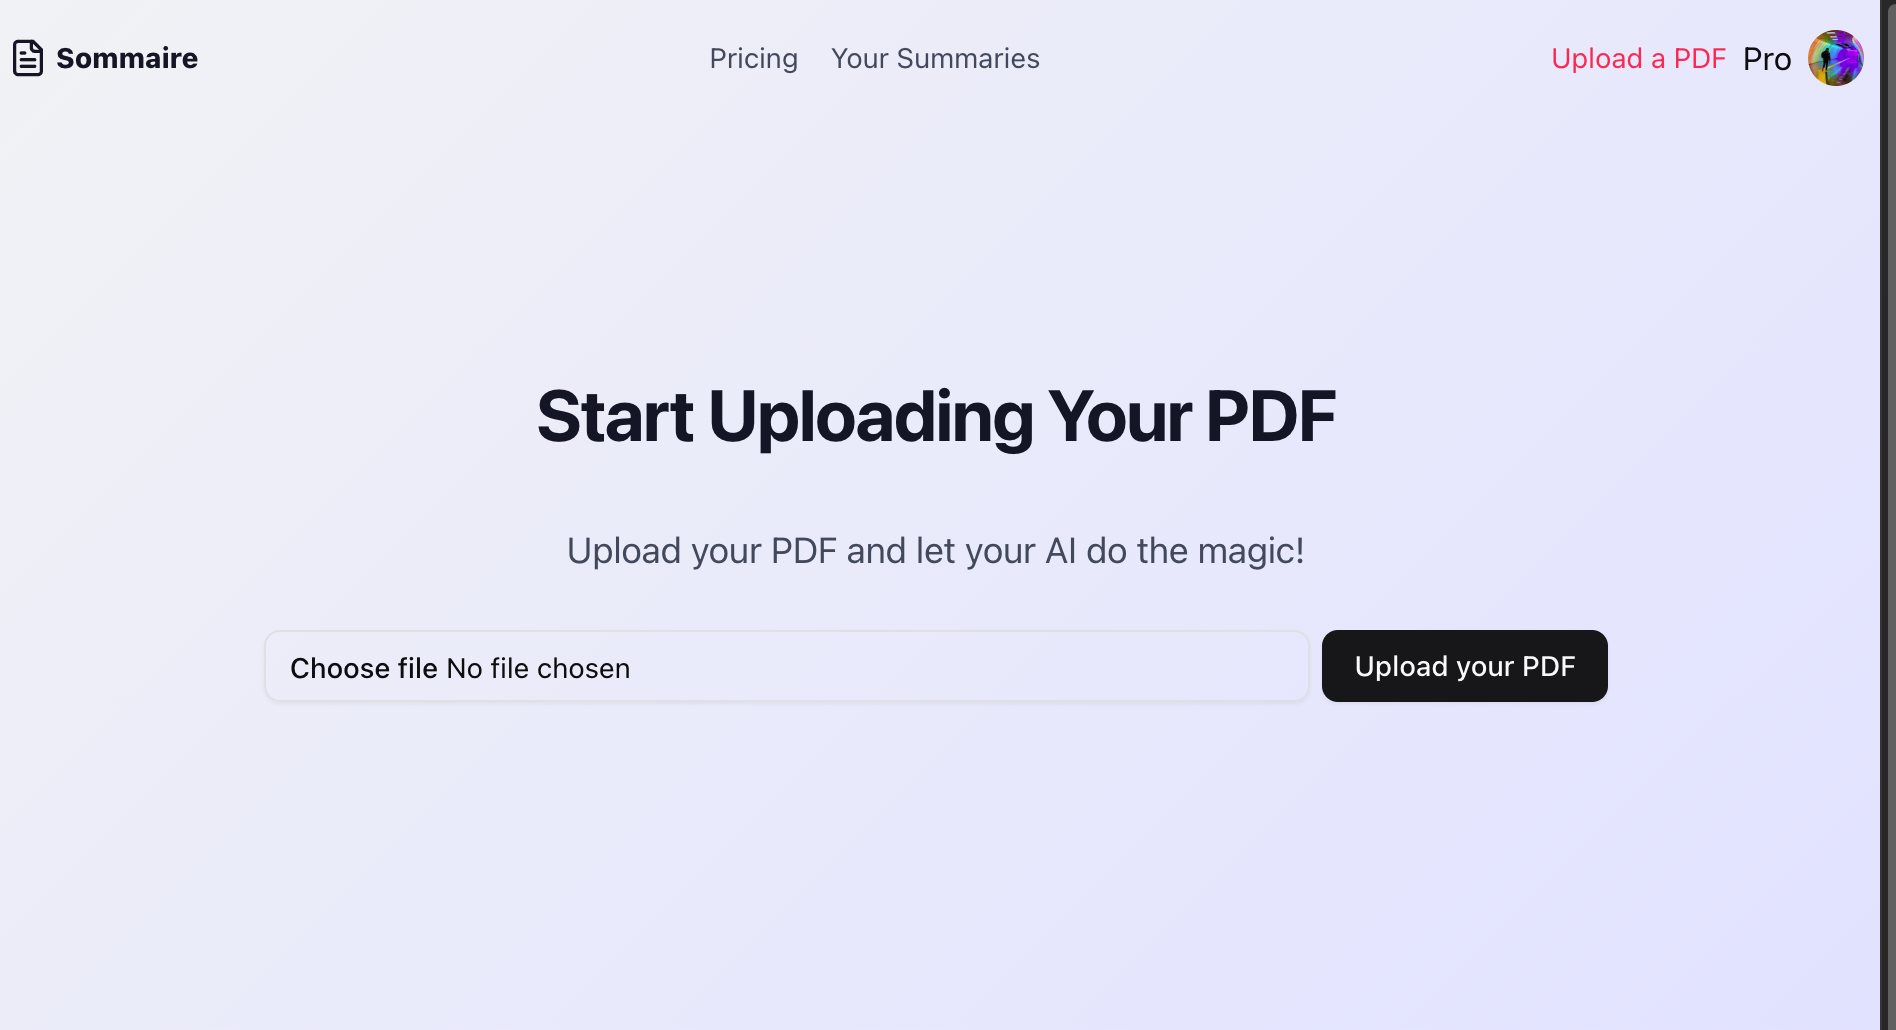 Sommaire
Pricing
Your Summaries
Upload a PDF
Pro
Start Uploading Your PDF
Upload your PDF and let your AI do the magic!
Choose file No file chosen
Upload your PDF